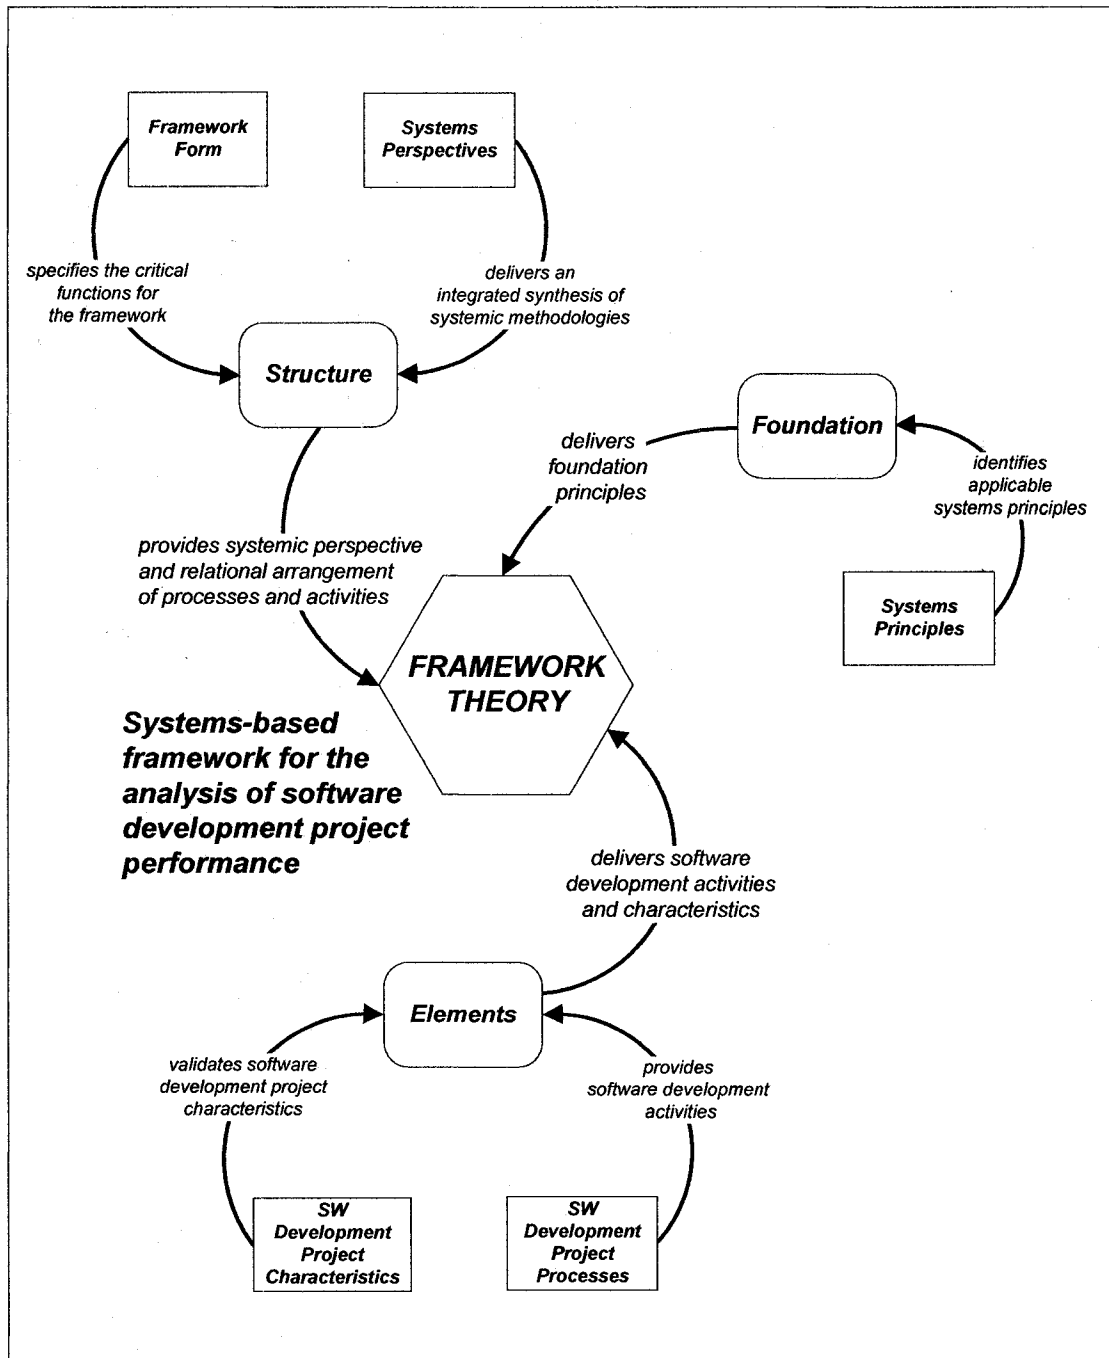 Framework
Form
Systems
Perspectives
specifies the critical
functions for
the framework
delivers an
integrated synthesis of
systemic methodologies
Structure
Foundation
delivers
foundation
principles
identifies
applicable
systems principles
provides systemic perspective
and relational arrangement
of processes and activities
Systems
Principles
FRAMEWORK
THEORY
Systems-based
framework for the
analysis of software
development project
performance
delivers software
development activities
and characteristics
Elements
validates software
development project
characteristics
provides
software development
activities
SW
Development
Project
Characteristics
SW
Development
Project
Processes